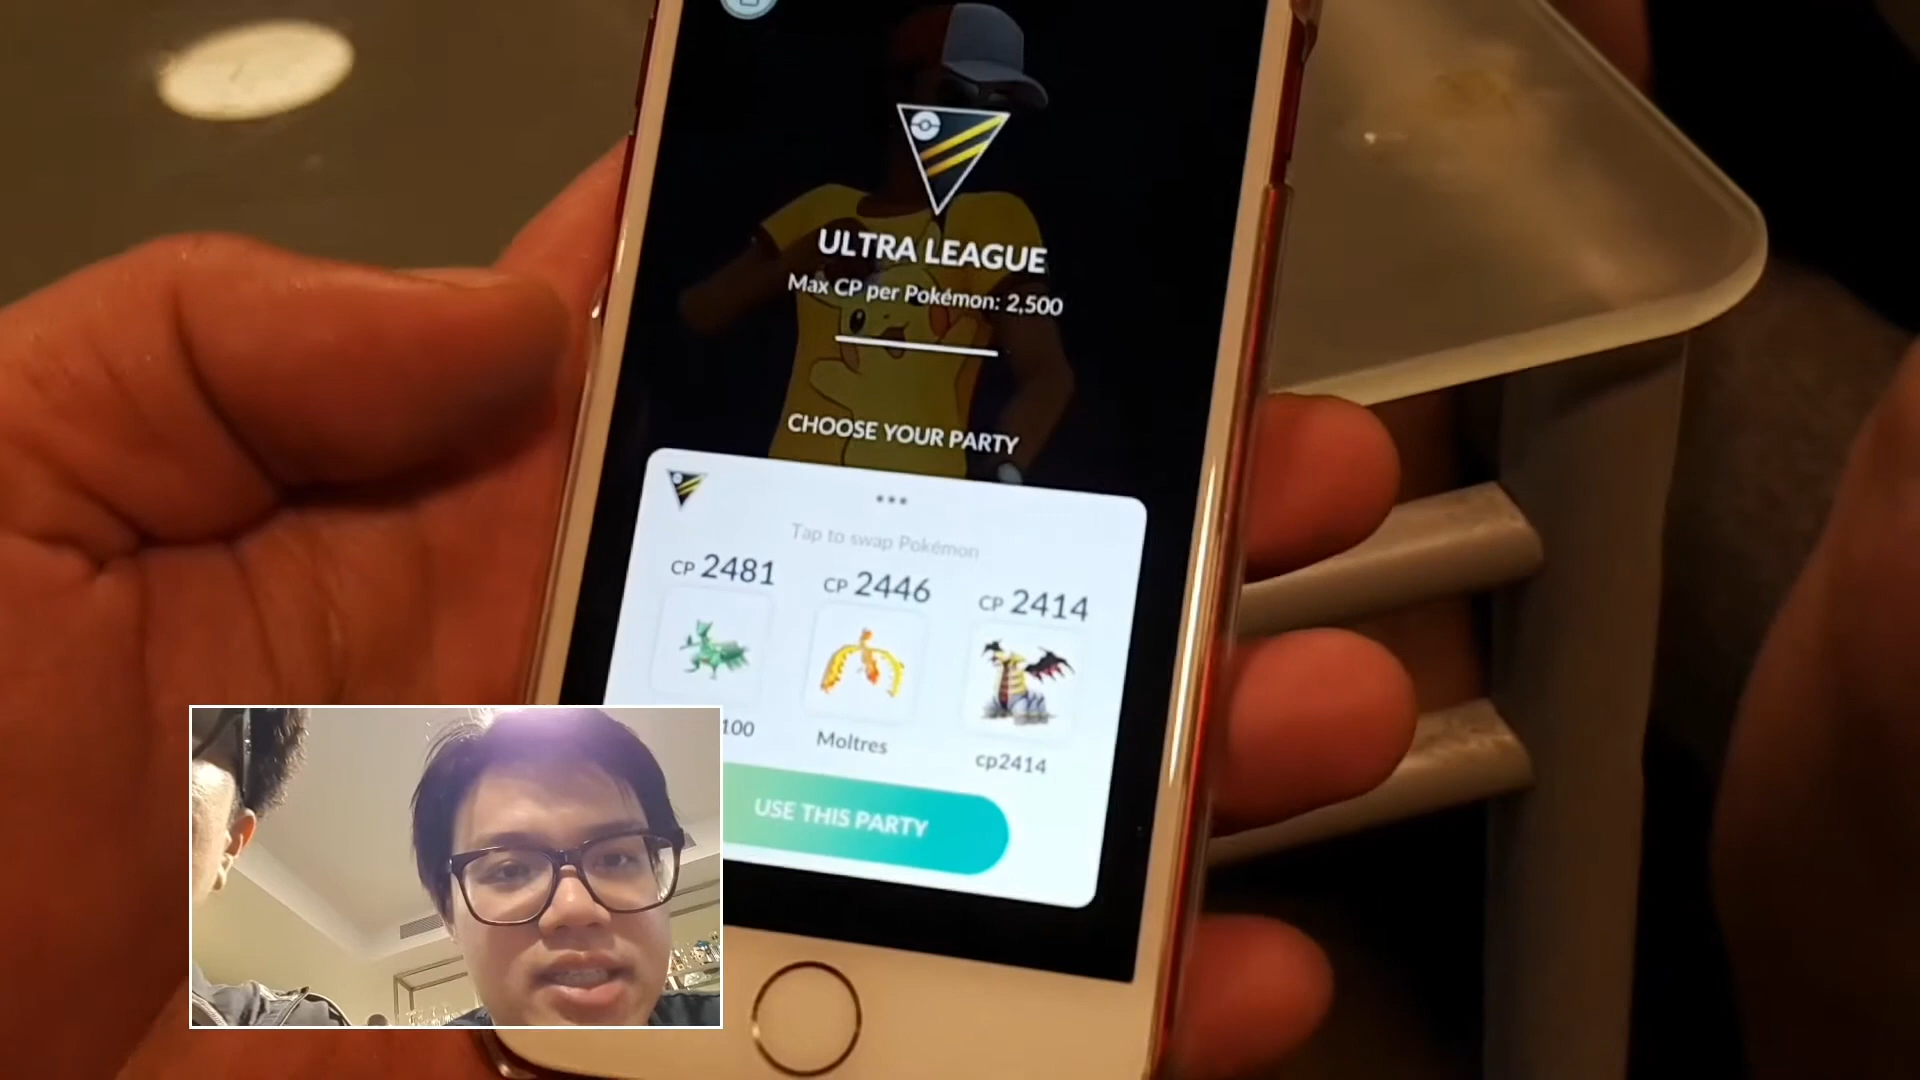 ULTRA LEAGUE
Max CP per Pokémon: 2,500
CHOOSE YOUR PARTY
Tap to swap Pokémon
CP 2481 CP 2446 CP 2414
100 Moltres cp2414
USE THIS PARTY